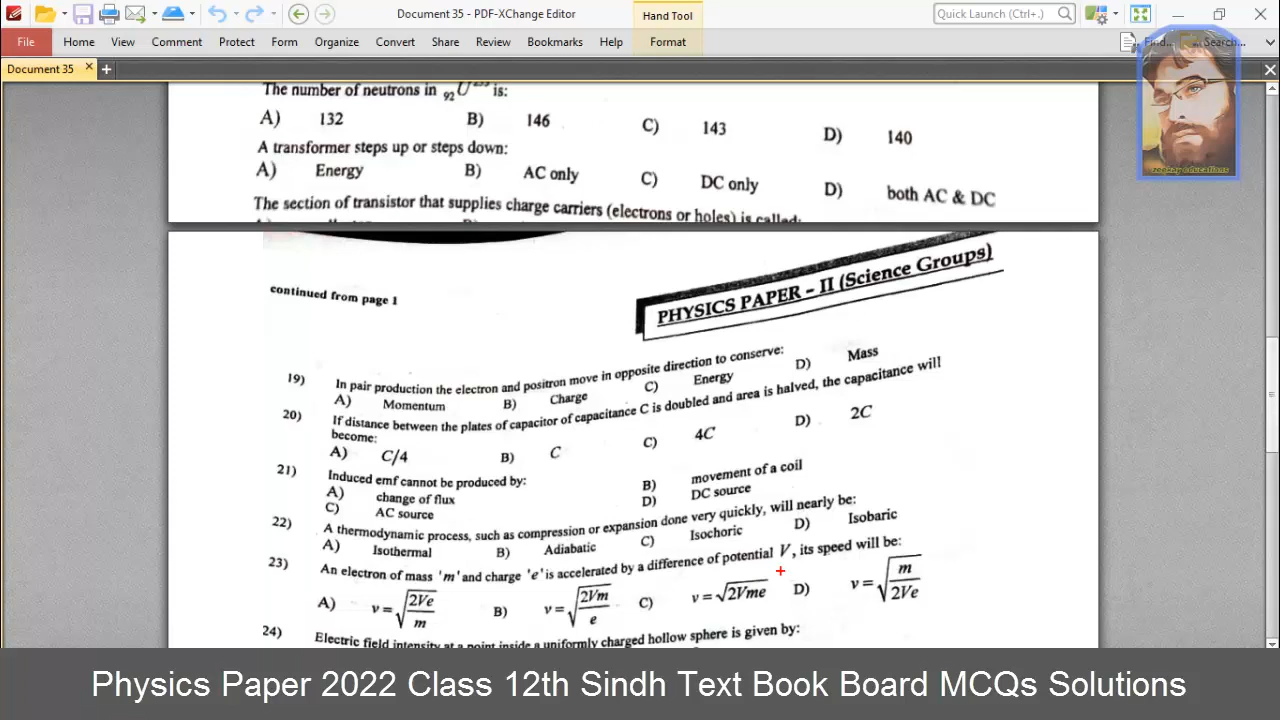 Document 35 - PDF-XChange Editor
Hand Tool
Quick Launch (Ctrl+.)
File Home View Comment Protect Form Organize Convert Share Review Bookmarks Help Format Find... Search...
Document 35
The number of neutrons in ₉₂U is:
A) 132 B) 146 C) 143 D) 140
A transformer steps up or steps down:
A) Energy B) AC only C) DC only D) both AC & DC
The section of transistor that supplies charge carriers (electrons or holes) is called:
continued from page 1
PHYSICS PAPER – II (Science Groups)
19) In pair production the electron and positron move in opposite direction to conserve:
A) Momentum B) Charge C) Energy D) Mass
20) If distance between the plates of capacitor of capacitance C is doubled and area is halved, the capacitance will
become:
A) C/4 B) C C) 4C D) 2C
21) Induced emf cannot be produced by:
A) change of flux B) movement of a coil
C) AC source D) DC source
22) A thermodynamic process, such as compression or expansion done very quickly, will nearly be:
A) Isothermal B) Adiabatic C) Isochoric D) Isobaric
23) An electron of mass 'm' and charge 'e' is accelerated by a difference of potential V, its speed will be:
A) v = √(2Ve/m) B) v = √(2Vm/e) C) v = √2Vme D) v = √(m/2Ve)
24) Electric field intensity at a point inside a uniformly charged hollow sphere is given by:
Physics Paper 2022 Class 12th Sindh Text Book Board MCQs Solutions